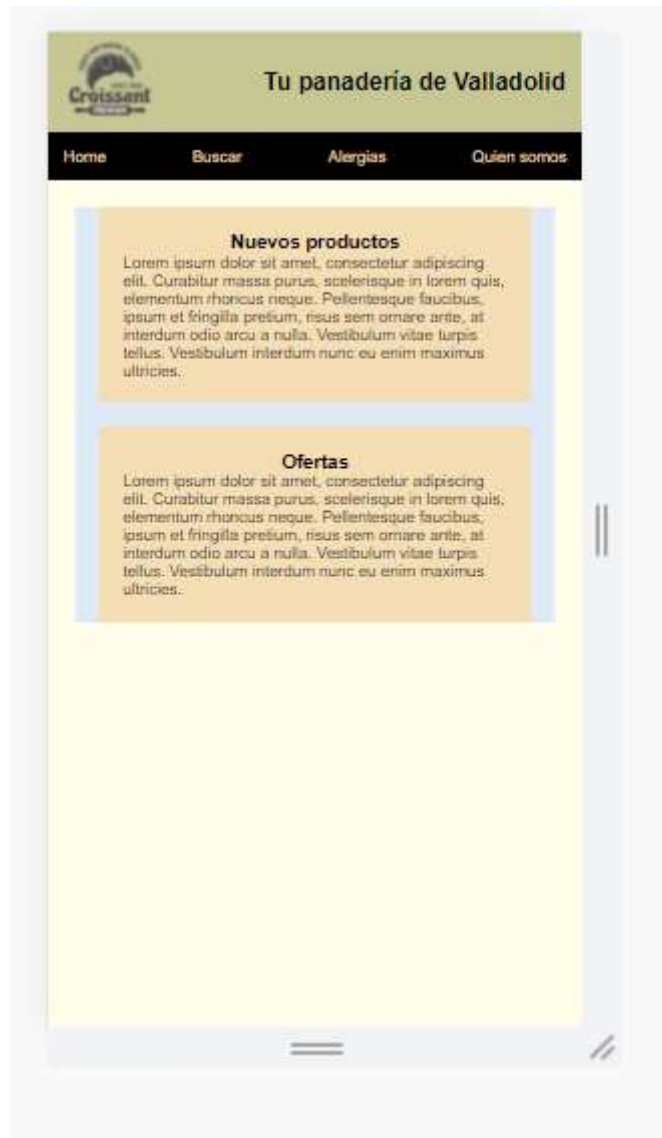 Croissant
Tu panadería de Valladolid
Home Buscar Alergias Quien somos
Nuevos productos
Lorem ipsum dolor sit amet, consectetur adipiscing
elit. Curabitur massa purus, scelerisque in lorem quis,
elementum rhoncus neque. Pellentesque faucibus,
ipsum et fringilla pretium, risus sem ornare ante, at
interdum odio arcu a nulla. Vestibulum vitae turpis
tellus. Vestibulum interdum nunc eu enim maximus
ultricies.
Ofertas
Lorem ipsum dolor sit amet, consectetur adipiscing
elit. Curabitur massa purus, scelerisque in lorem quis,
elementum rhoncus neque. Pellentesque faucibus,
ipsum et fringilla pretium, risus sem ornare ante, at
interdum odio arcu a nulla. Vestibulum vitae turpis
tellus. Vestibulum interdum nunc eu enim maximus
ultricies.